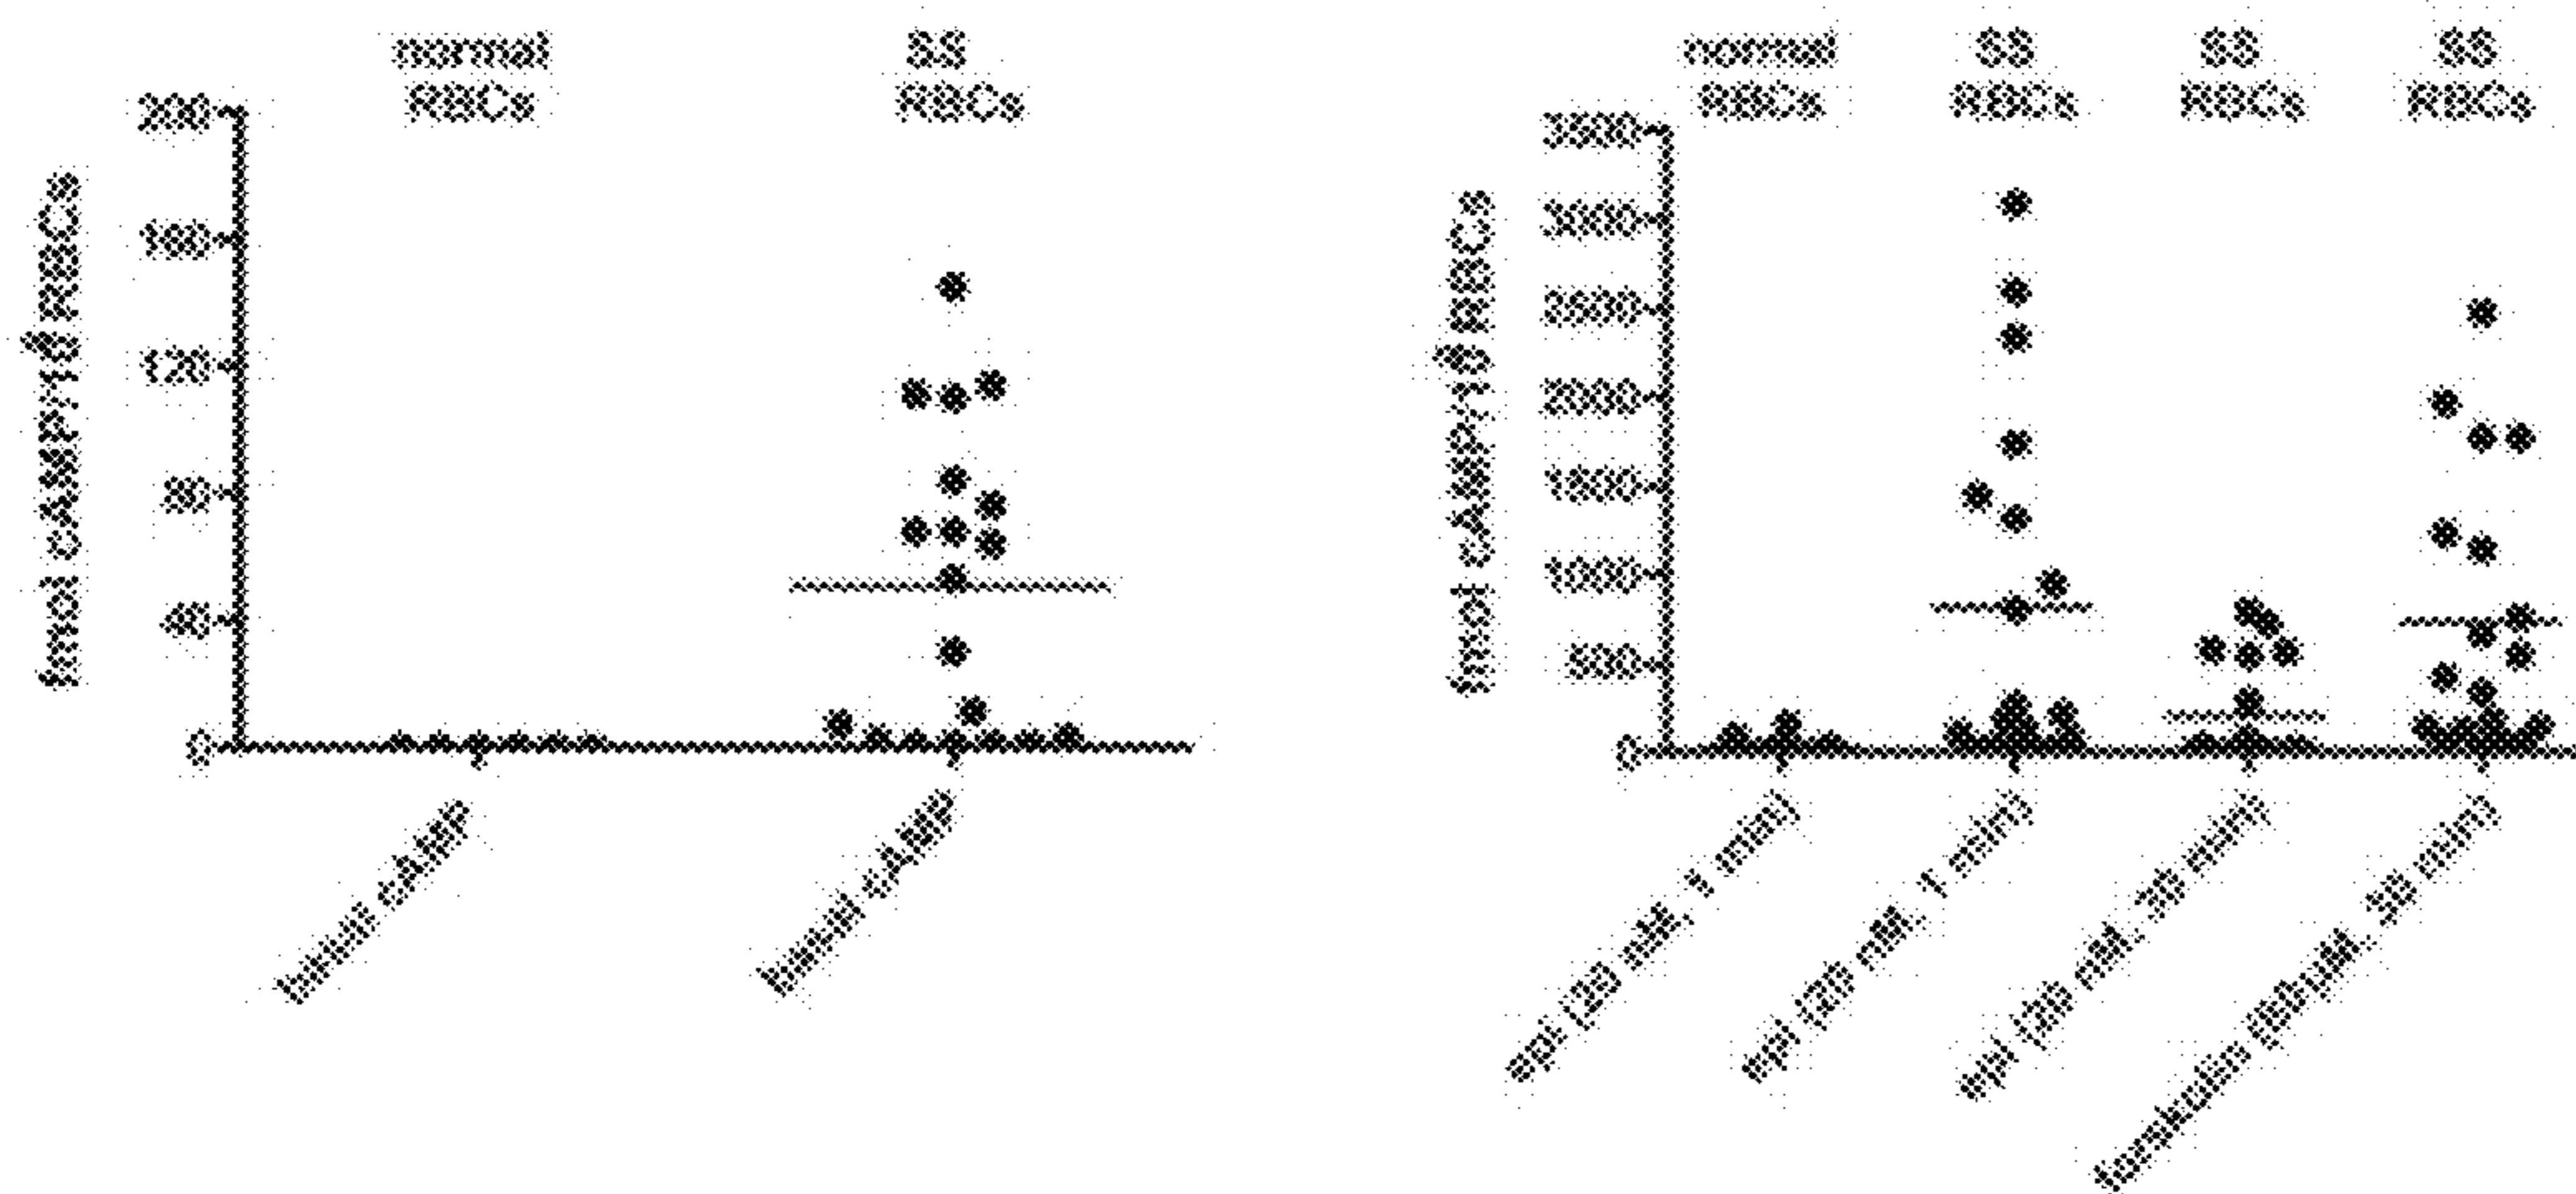 normal
RBCs
SS
RBCs
200
160
120
80
40
0
fmol cAMP/10⁸ RBCs
basal cAMP
basal cAMP
normal
RBCs
SS
RBCs
SS
RBCs
SS
RBCs
3500
3000
2500
2000
1500
1000
500
0
fmol cAMP/10⁸ RBCs
epi (20 nM, 1 min)
epi (20 nM, 1 min)
epi (20 nM, 30 min)
forskolin (80 µM, 30 min)